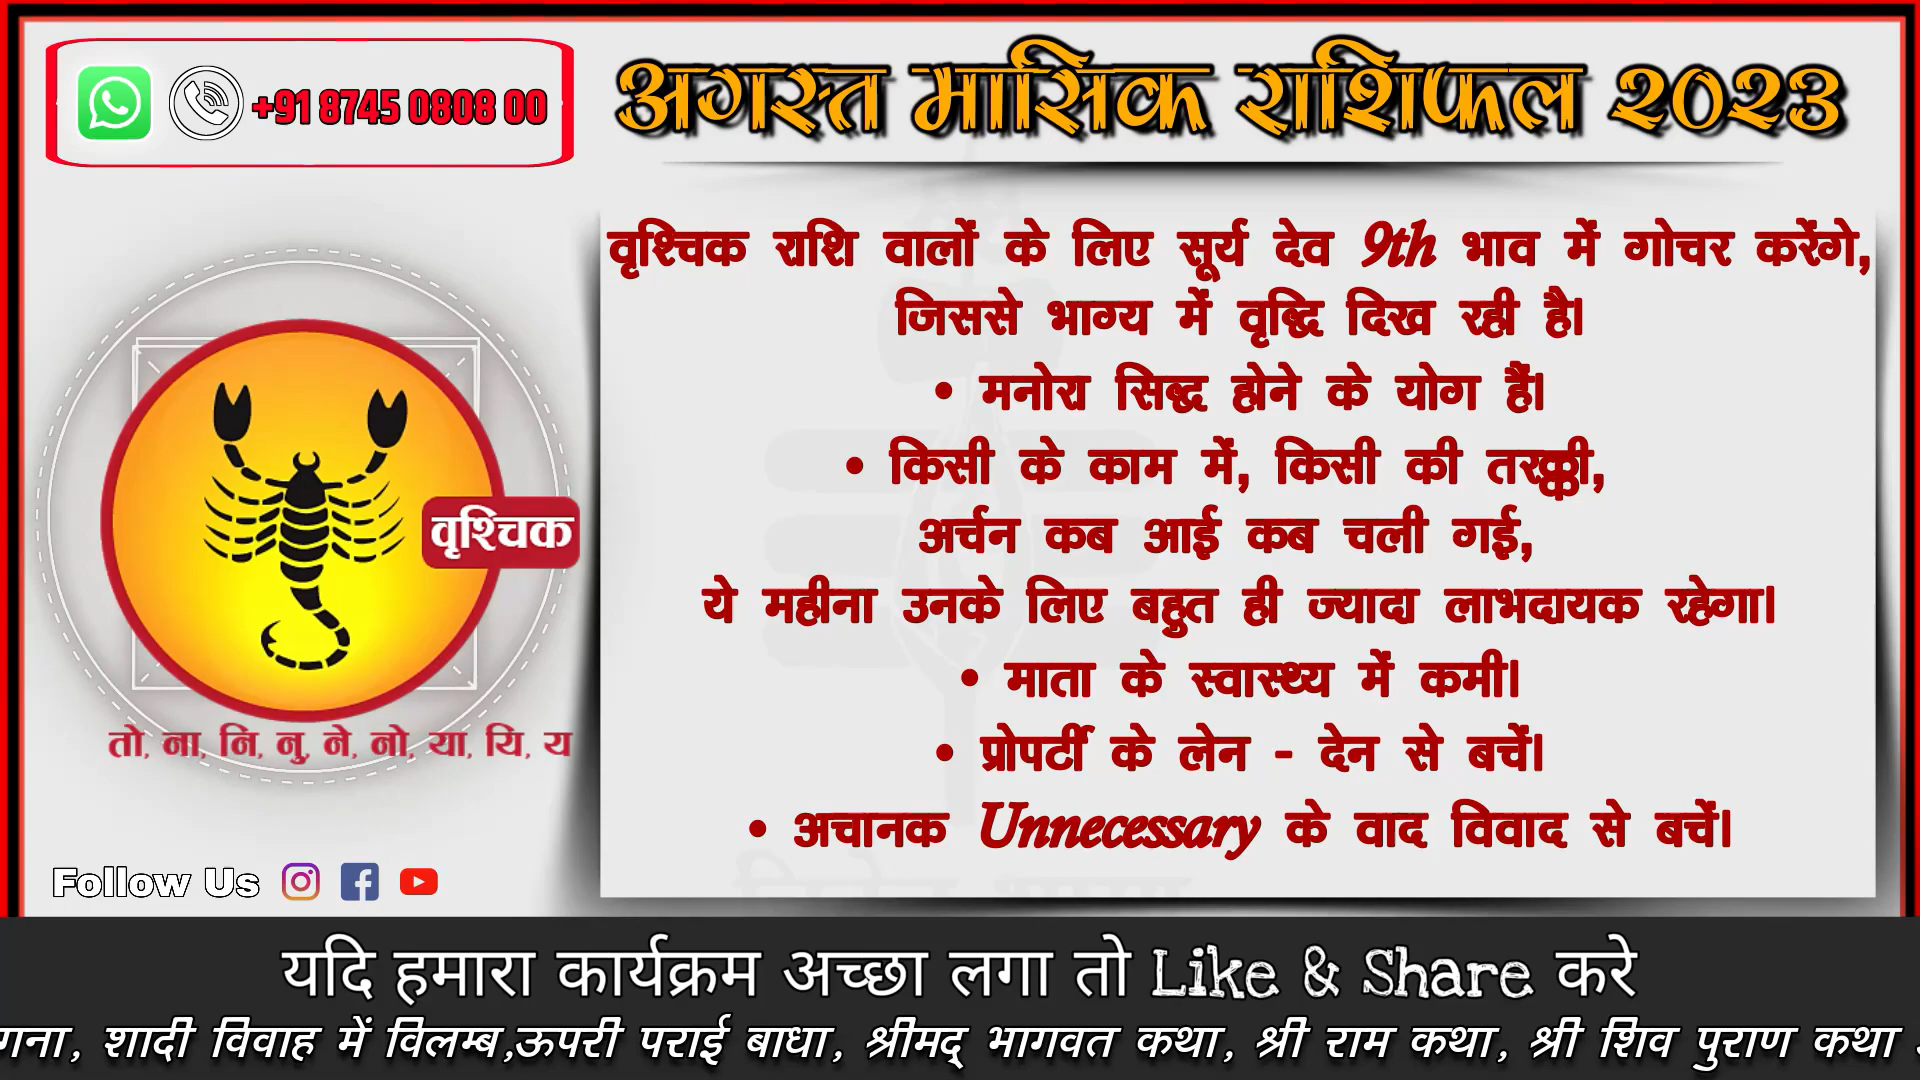 +91 8745 0808 00
अगस्त मासिक राशिफल २०२३
वृश्चिक राशि वालों के लिए सूर्य देव 9th भाव में गोचर करेंगे,
जिससे भाग्य में वृद्धि दिख रही है।
• मनोरा सिद्ध होने के योग हैं।
• किसी के काम में, किसी की तरक्की,
अर्चन कब आई कब चली गई,
ये महीना उनके लिए बहुत ही ज्यादा लाभदायक रहेगा।
• माता के स्वास्थ्य में कमी।
• प्रोपर्टी के लेन - देन से बचें।
• अचानक Unnecessary के वाद विवाद से बचें।
वृश्चिक
तो, ना, नि, नु, ने, नो, या, यि, य
Follow Us
यदि हमारा कार्यक्रम अच्छा लगा तो Like & Share करे
गना, शादी विवाह में विलम्ब,ऊपरी पराई बाधा, श्रीमद् भागवत कथा, श्री राम कथा, श्री शिव पुराण कथा